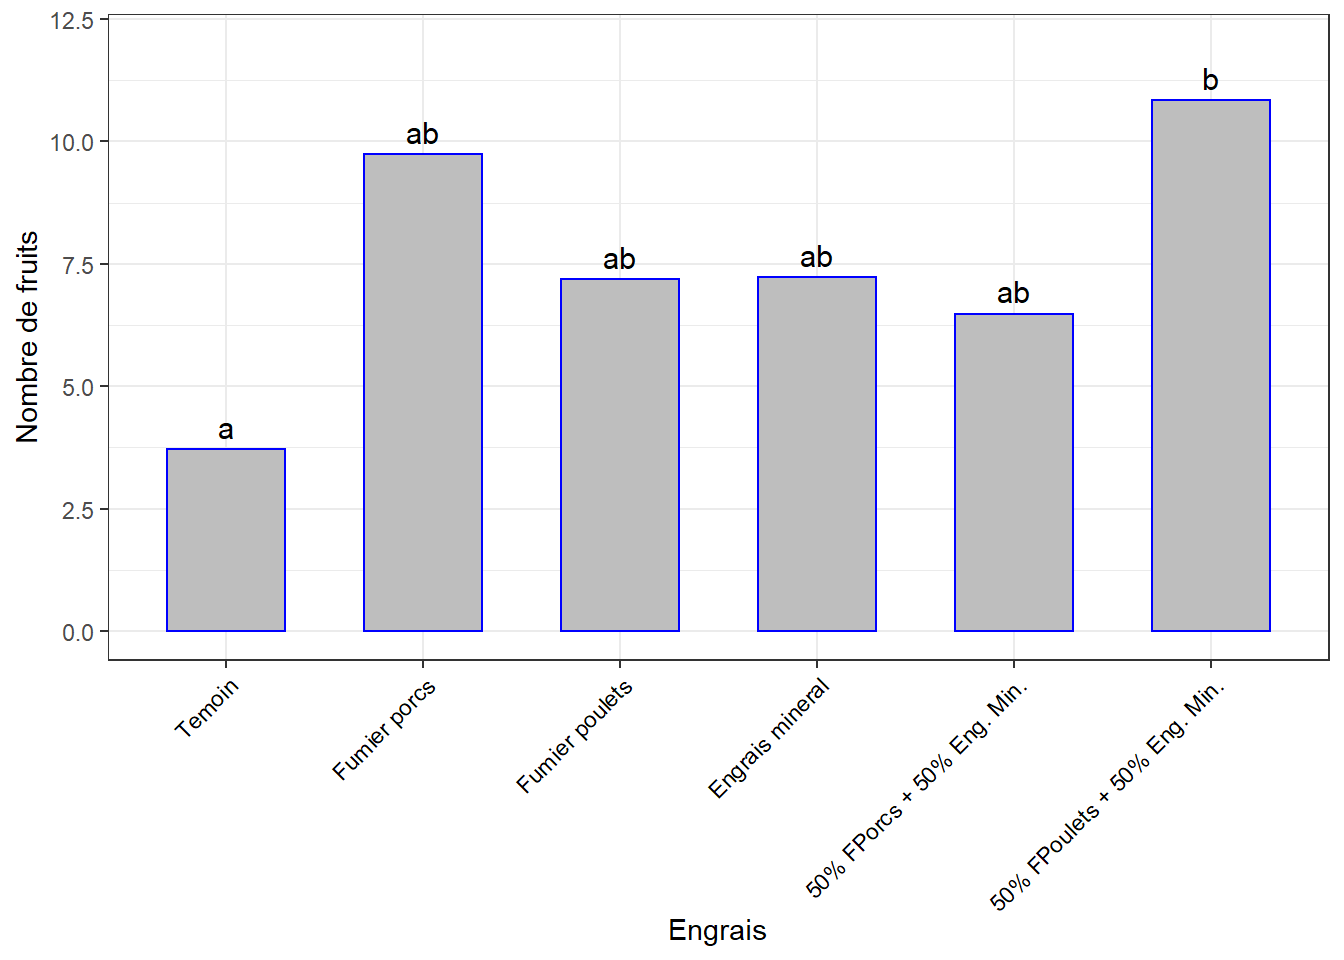 12.5
10.0
7.5
5.0
2.5
0.0
Nombre de fruits
a
ab
ab
ab
ab
b
Temoin
Fumier porcs
Fumier poulets
Engrais mineral
50% FPorcs + 50% Eng. Min.
50% FPoulets + 50% Eng. Min.
Engrais